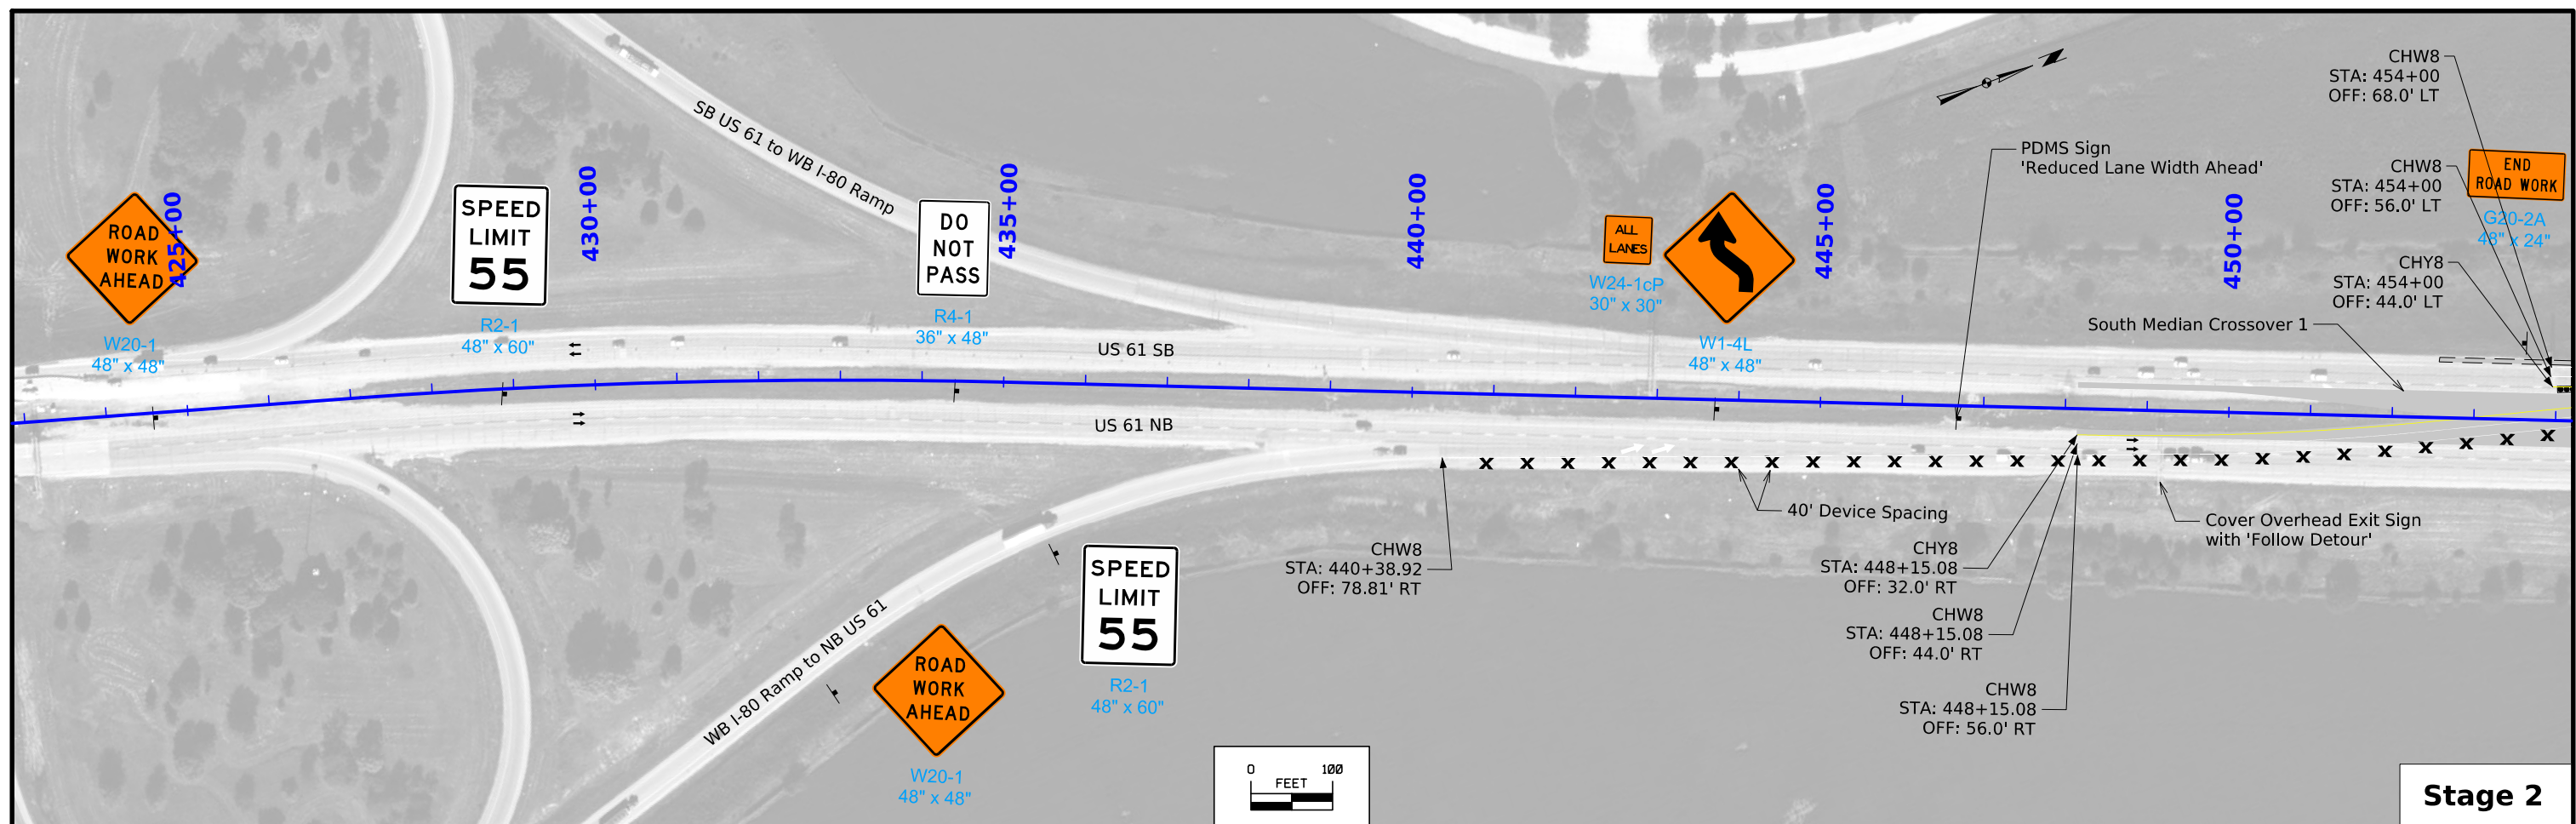 CHW8
STA: 454+00
OFF: 68.0' LT
SB US 61 to WB I-80 Ramp
PDMS Sign
'Reduced Lane Width Ahead'
CHW8
STA: 454+00
OFF: 56.0' LT
END
ROAD WORK
G20-2A
48" x 24"
ROAD
WORK
AHEAD
W20-1
48" x 48"
425+00
SPEED
LIMIT
55
R2-1
48" x 60"
430+00
DO
NOT
PASS
R4-1
36" x 48"
435+00
440+00
ALL
LANES
W24-1cP
30" x 30"
W1-4L
48" x 48"
445+00
450+00
CHY8
STA: 454+00
OFF: 44.0' LT
South Median Crossover 1
US 61 SB
US 61 NB
X X X X X X X X X X X X X X X X X X X X X X X X X X X
40' Device Spacing
Cover Overhead Exit Sign
with 'Follow Detour'
CHW8
STA: 440+38.92
OFF: 78.81' RT
CHY8
STA: 448+15.08
OFF: 32.0' RT
CHW8
STA: 448+15.08
OFF: 44.0' RT
CHW8
STA: 448+15.08
OFF: 56.0' RT
SPEED
LIMIT
55
R2-1
48" x 60"
WB I-80 Ramp to NB US 61
ROAD
WORK
AHEAD
W20-1
48" x 48"
0 100
FEET
Stage 2